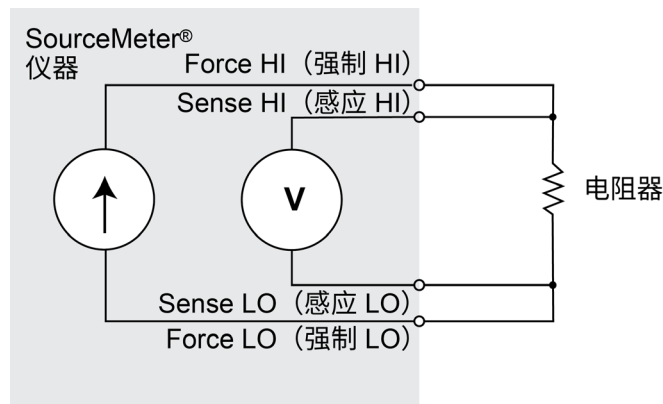 SourceMeter®
仪器
Force HI（强制 HI）
Sense HI（感应 HI）
V
电阻器
Sense LO（感应 LO）
Force LO（强制 LO）